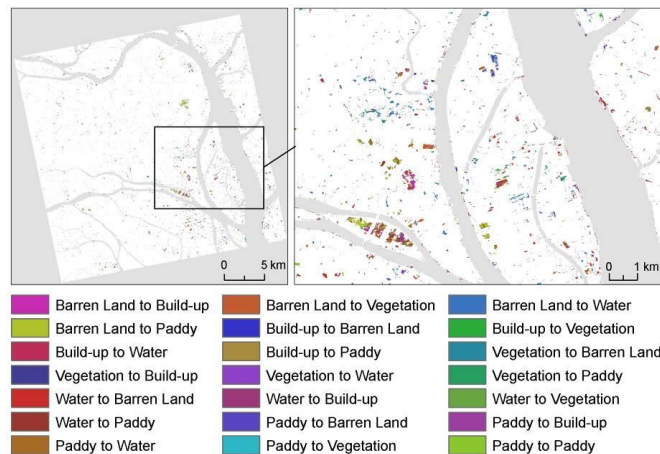 0 5 km
0 1 km
Barren Land to Build-up Barren Land to Vegetation Barren Land to Water
Barren Land to Paddy Build-up to Barren Land Build-up to Vegetation
Build-up to Water Build-up to Paddy Vegetation to Barren Land
Vegetation to Build-up Vegetation to Water Vegetation to Paddy
Water to Barren Land Water to Build-up Water to Vegetation
Water to Paddy Paddy to Barren Land Paddy to Build-up
Paddy to Water Paddy to Vegetation Paddy to Paddy